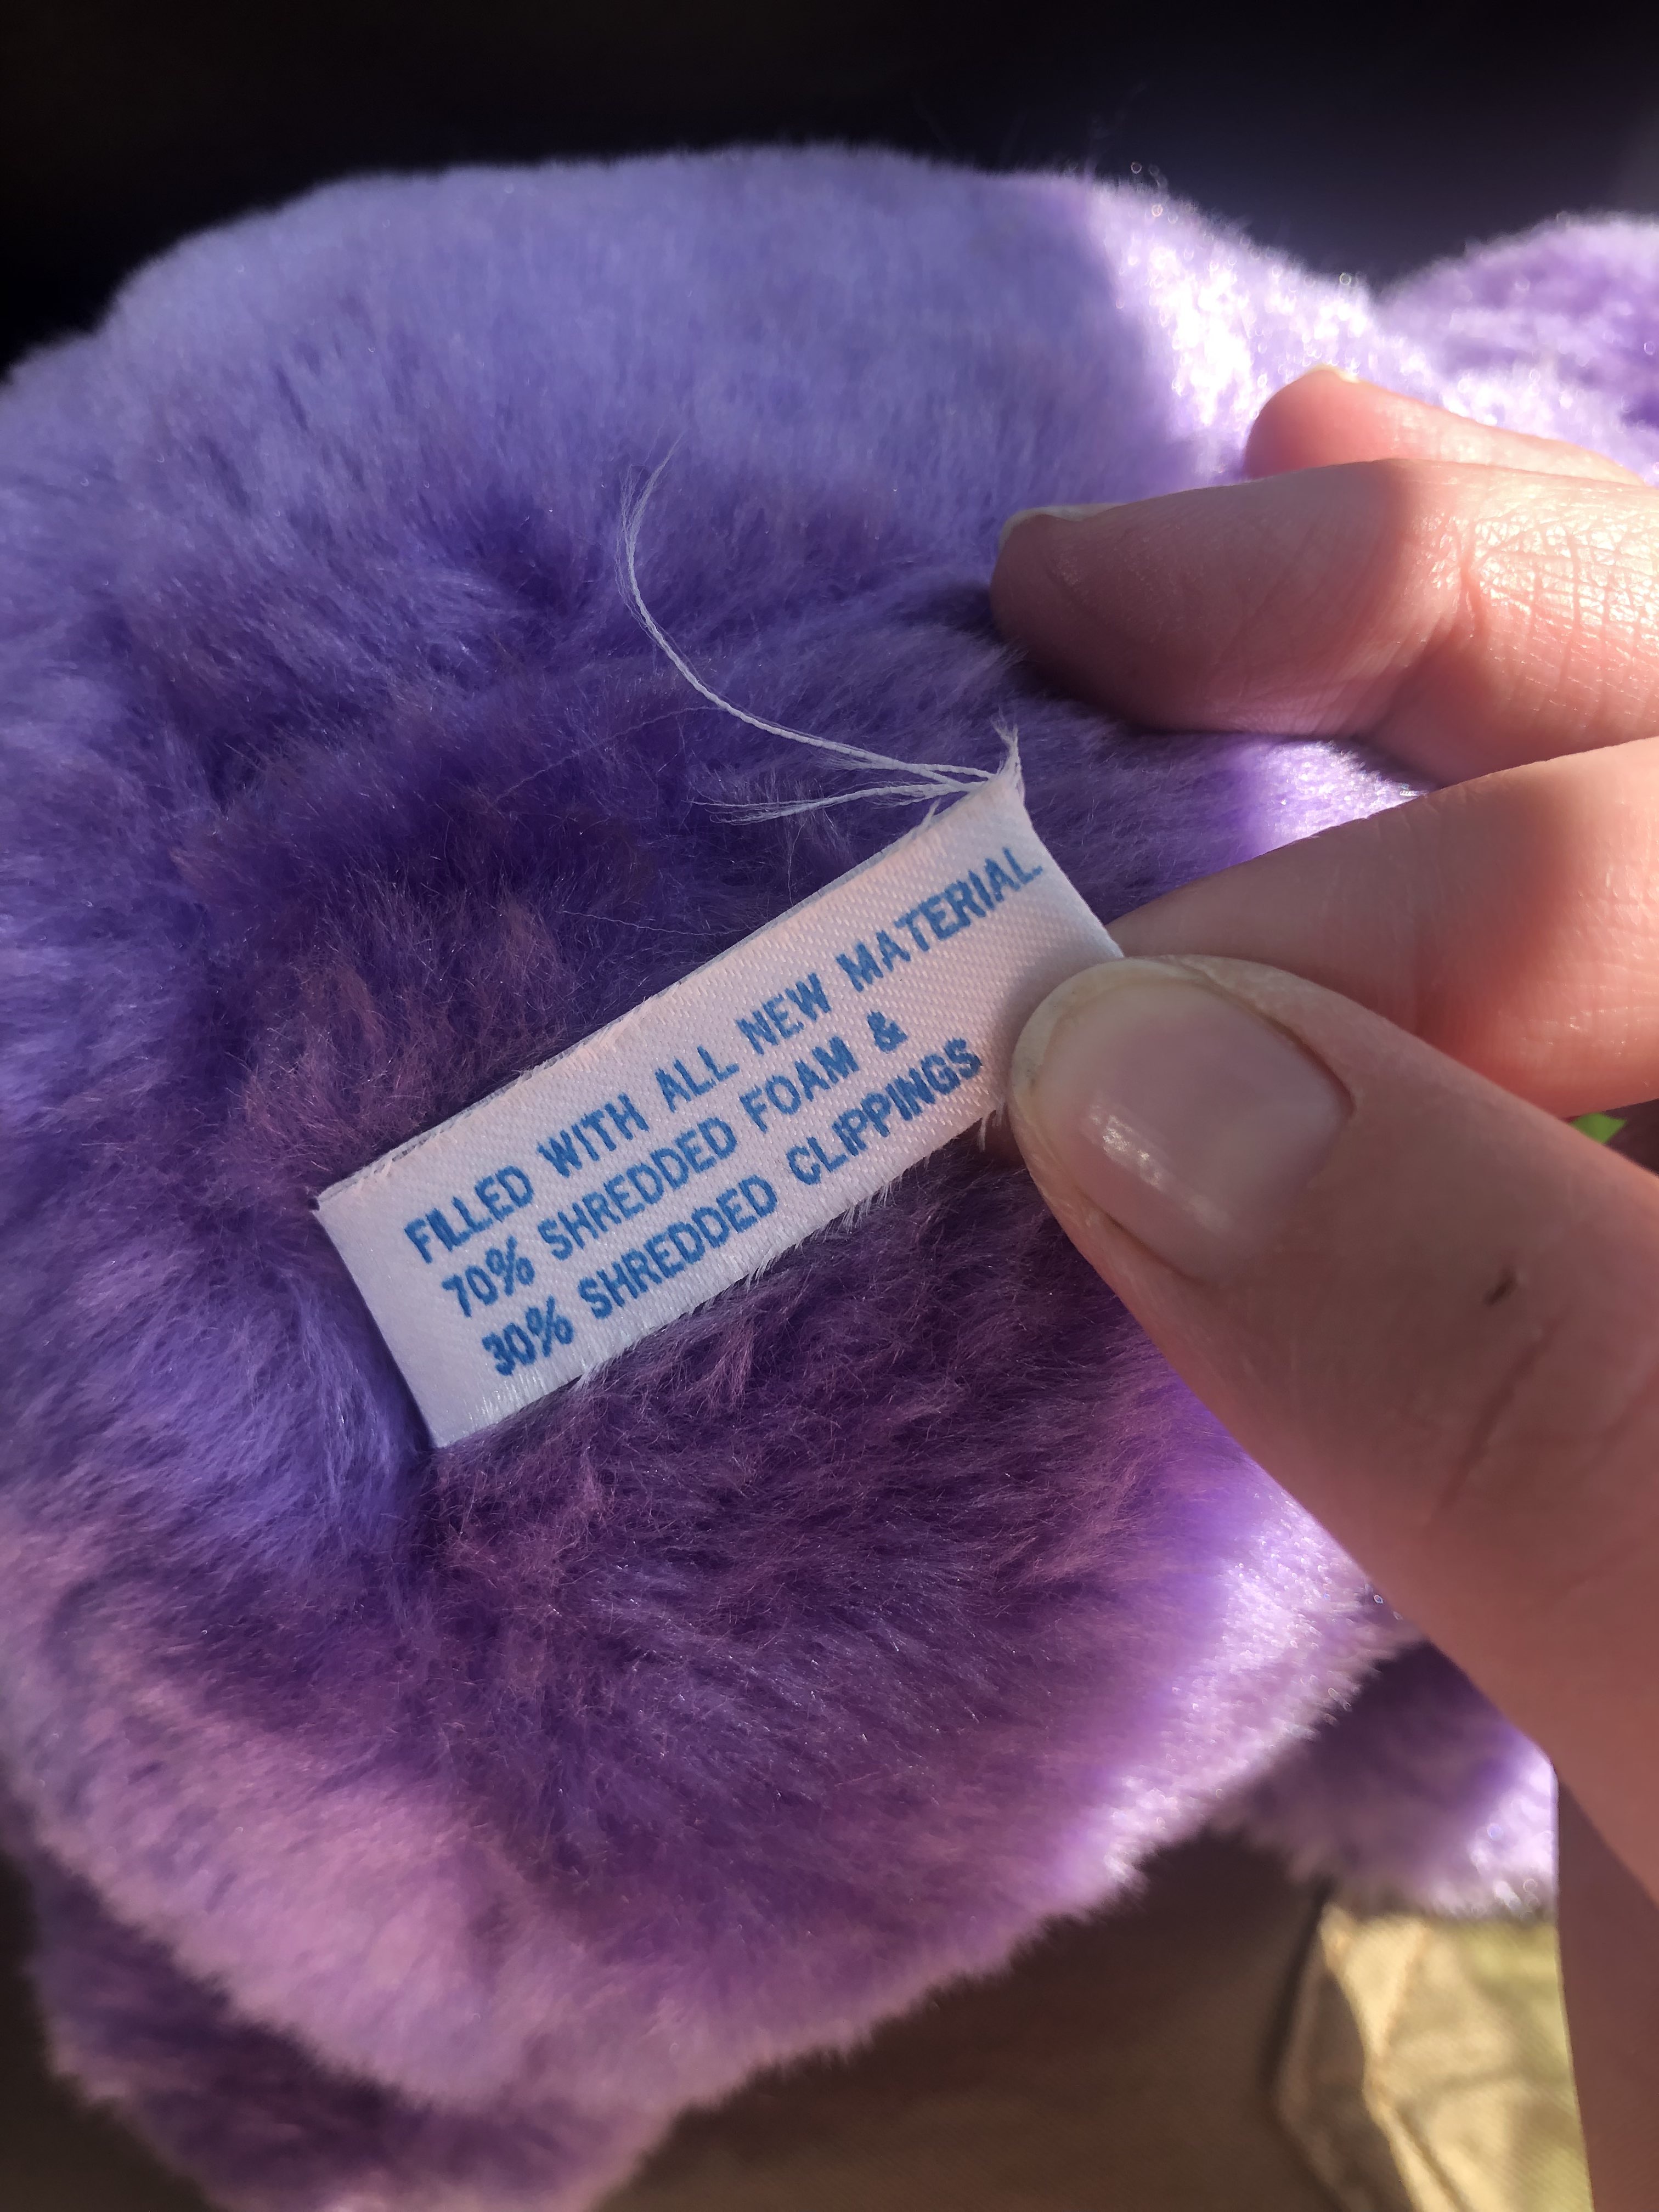 FILLED WITH ALL NEW MATERIAL
70% SHREDDED FOAM &
30% SHREDDED CLIPPINGS